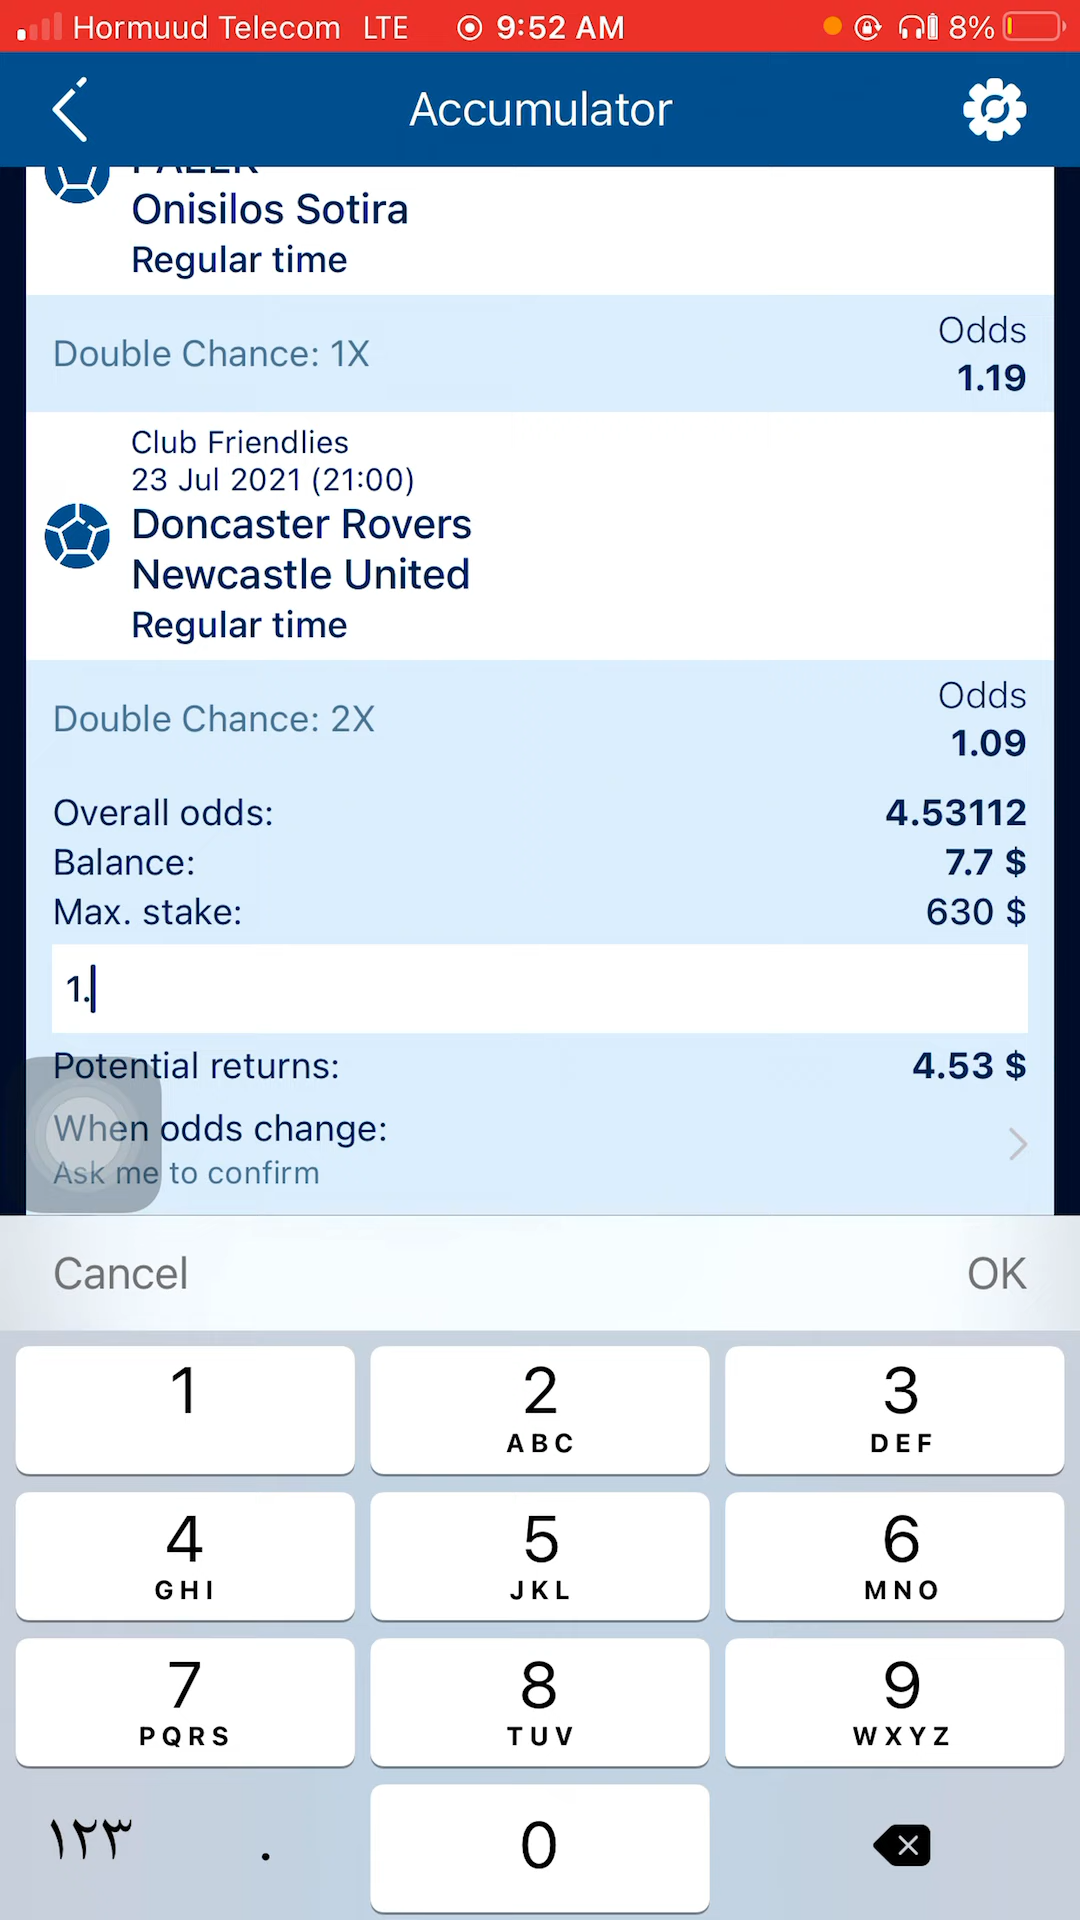 Hormuud Telecom LTE 9:52 AM 8%
Accumulator
Onisilos Sotira
Regular time
Double Chance: 1X
Odds
1.19
Club Friendlies
23 Jul 2021 (21:00)
Doncaster Rovers
Newcastle United
Regular time
Double Chance: 2X
Odds
1.09
Overall odds: 4.53112
Balance: 7.7 $
Max. stake: 630 $
1.
Potential returns: 4.53 $
When odds change:
Ask me to confirm
Cancel OK
1 2 3
ABC DEF
4 5 6
GHI JKL MNO
7 8 9
PQRS TUV WXYZ
١٢٣ . 0